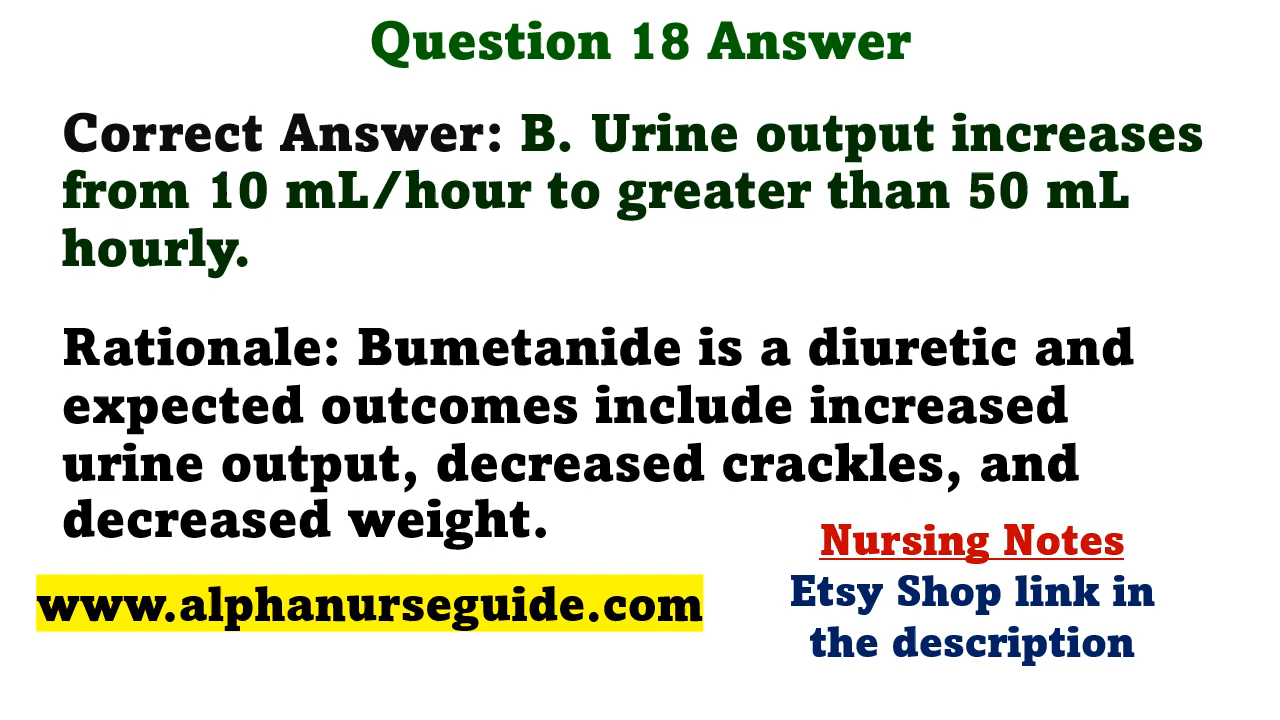 Question 18 Answer
Correct Answer: B. Urine output increases
from 10 mL/hour to greater than 50 mL
hourly.
Rationale: Bumetanide is a diuretic and
expected outcomes include increased
urine output, decreased crackles, and
decreased weight.
Nursing Notes
Etsy Shop link in
the description
www.alphanurseguide.com